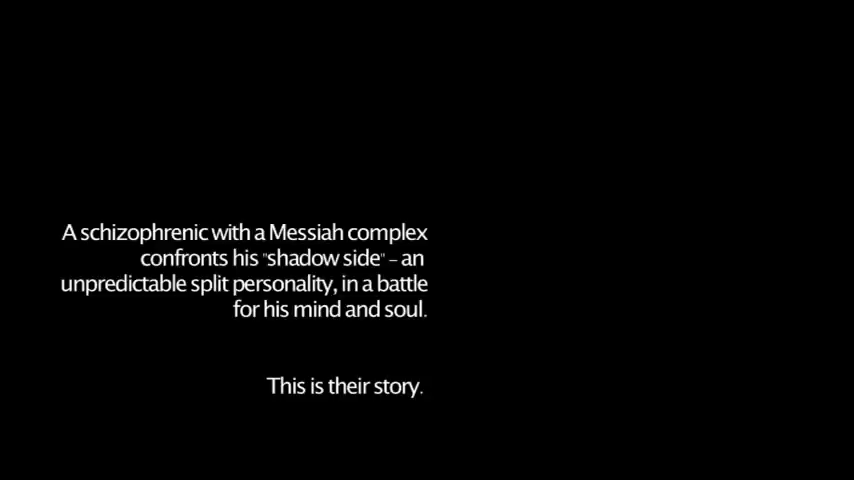 A schizophrenic with a Messiah complex
confronts his "shadow side" – an
unpredictable split personality, in a battle
for his mind and soul.
This is their story.